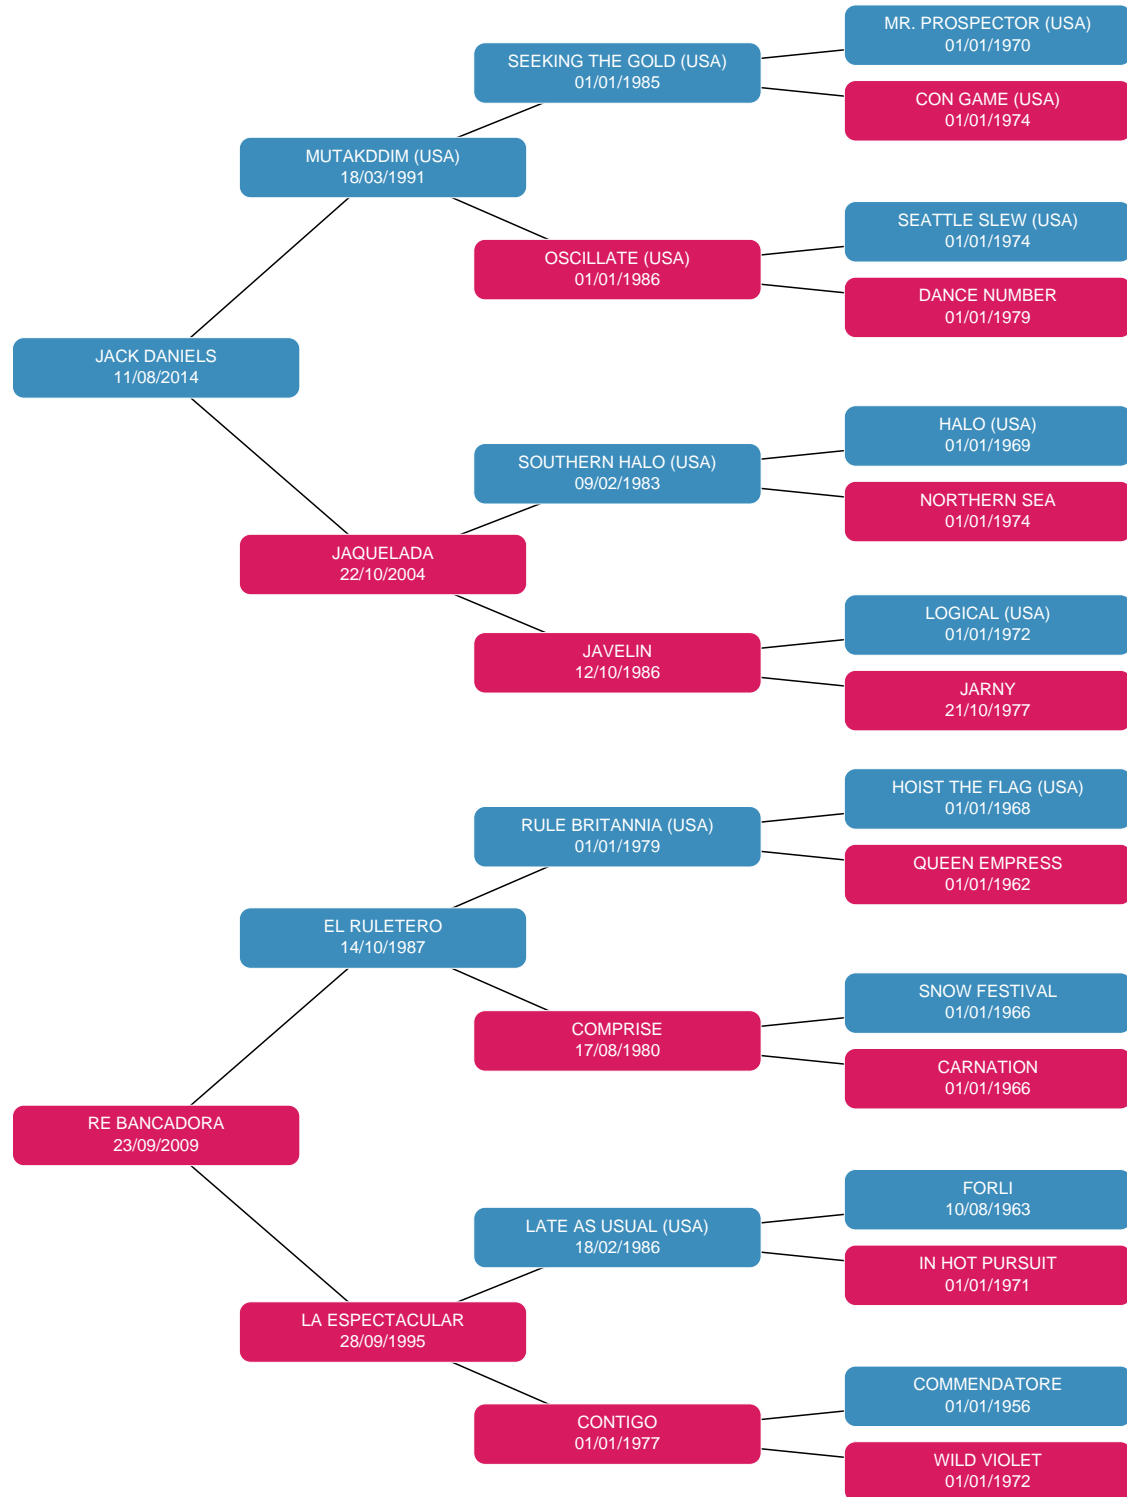 MR. PROSPECTOR (USA)
01/01/1970
SEEKING THE GOLD (USA)
01/01/1985
CON GAME (USA)
01/01/1974
MUTAKDDIM (USA)
18/03/1991
SEATTLE SLEW (USA)
01/01/1974
OSCILLATE (USA)
01/01/1986
DANCE NUMBER
01/01/1979
JACK DANIELS
11/08/2014
HALO (USA)
01/01/1969
SOUTHERN HALO (USA)
09/02/1983
NORTHERN SEA
01/01/1974
JAQUELADA
22/10/2004
LOGICAL (USA)
01/01/1972
JAVELIN
12/10/1986
JARNY
21/10/1977
HOIST THE FLAG (USA)
01/01/1968
RULE BRITANNIA (USA)
01/01/1979
QUEEN EMPRESS
01/01/1962
EL RULETERO
14/10/1987
SNOW FESTIVAL
01/01/1966
COMPRISE
17/08/1980
CARNATION
01/01/1966
RE BANCADORA
23/09/2009
FORLI
10/08/1963
LATE AS USUAL (USA)
18/02/1986
IN HOT PURSUIT
01/01/1971
LA ESPECTACULAR
28/09/1995
COMMENDATORE
01/01/1956
CONTIGO
01/01/1977
WILD VIOLET
01/01/1972